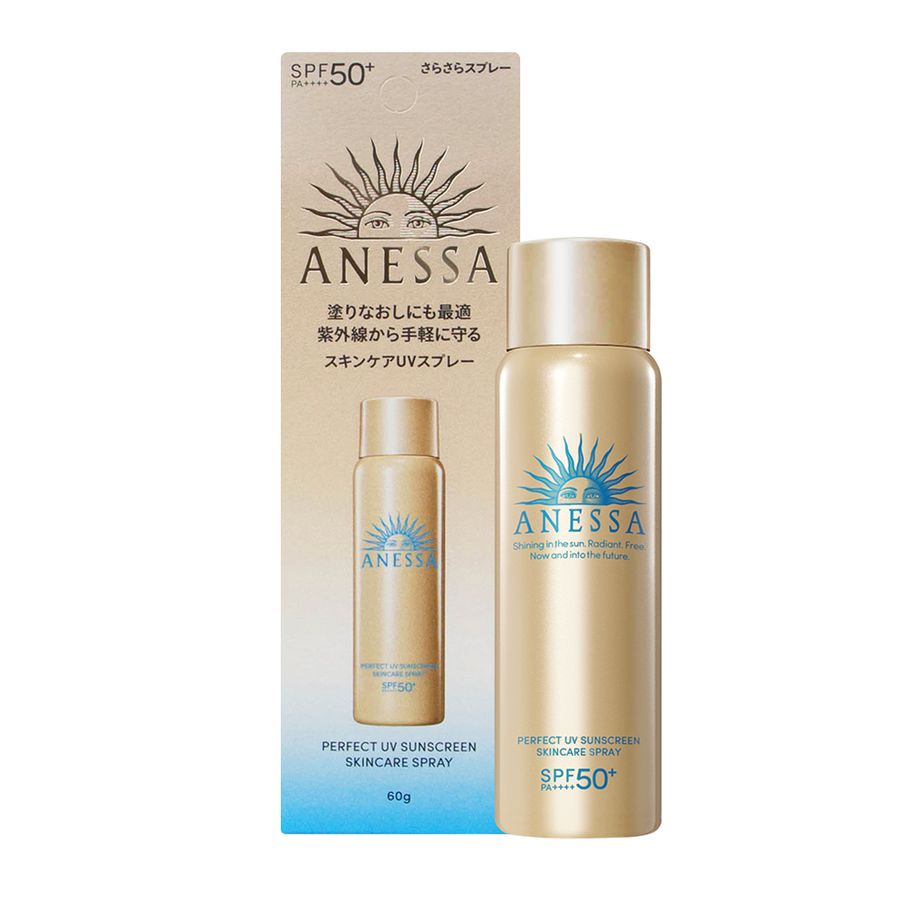 SPF50+
PA++++
さらさらスプレー
ANESSA
塗りなおしにも最適
紫外線から手軽に守る
スキンケアUVスプレー
ANESSA
PERFECT UV SUNSCREEN
SKINCARE SPRAY
SPF50+
PA++++
PERFECT UV SUNSCREEN
SKINCARE SPRAY
60g
ANESSA
Shining in the sun. Radiant. Free.
Now and into the future.
PERFECT UV SUNSCREEN
SKINCARE SPRAY
SPF50+
PA++++